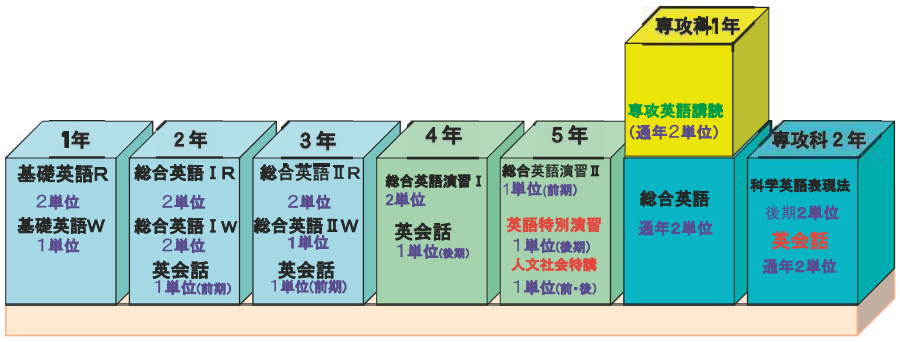 1年
基礎英語R
2単位
基礎英語W
1単位
2年
総合英語ⅠR
2単位
総合英語ⅠW
2単位
英会話
1単位(前期)
3年
総合英語ⅡR
2単位
総合英語ⅡW
1単位
英会話
1単位(前期)
4年
総合英語演習Ⅰ
2単位
英会話
1単位(後期)
5年
総合英語演習Ⅱ
1単位(前期)
英語特別演習
1単位(後期)
人文社会特講
1単位(前・後)
専攻科1年
専攻英語講読
(通年2単位)
総合英語
通年2単位
専攻科2年
科学英語表現法
後期2単位
英会話
通年2単位